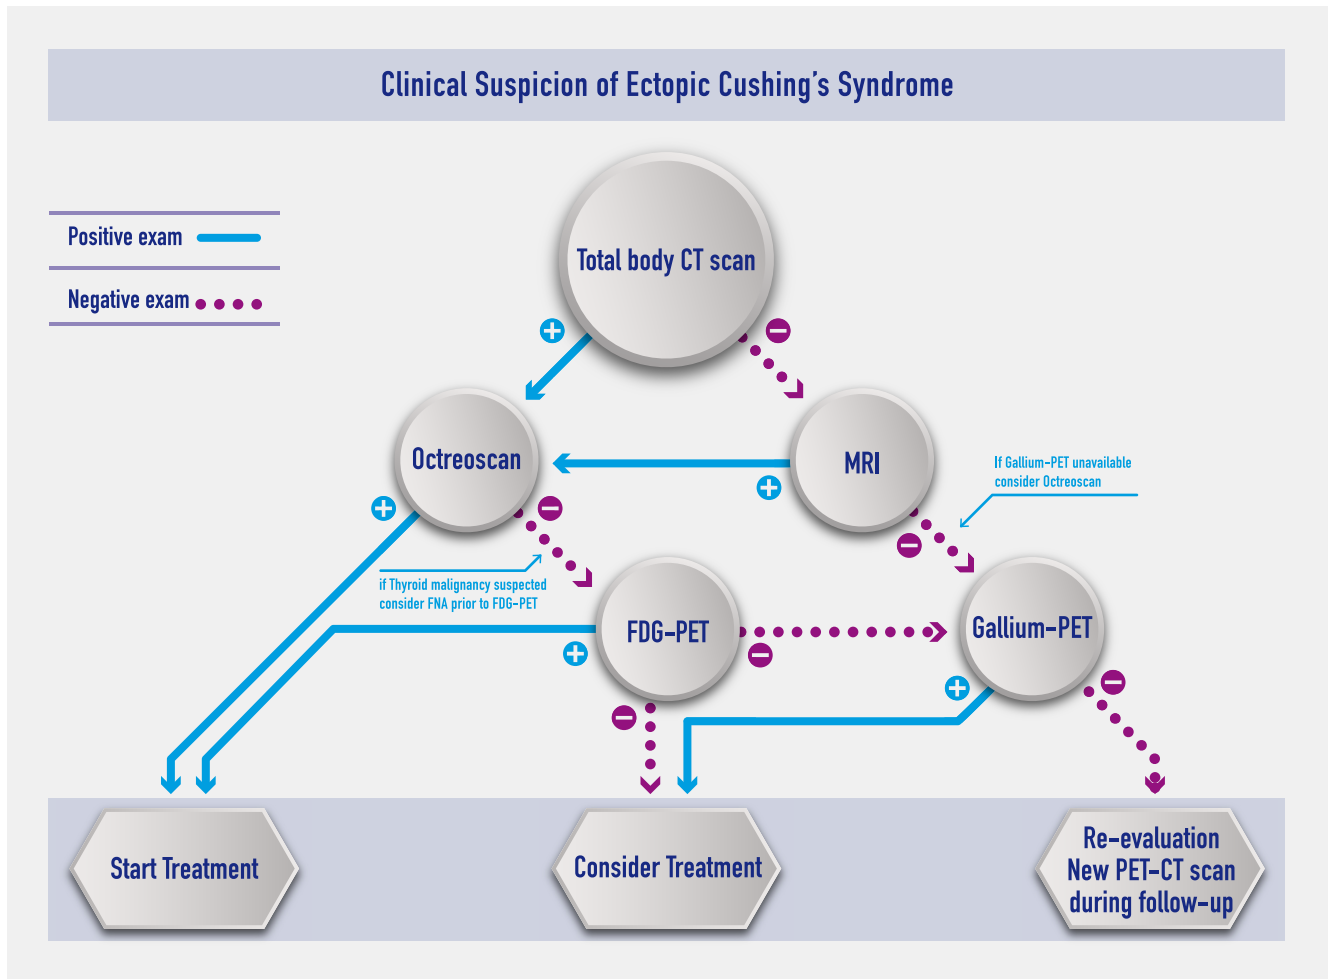 Clinical Suspicion of Ectopic Cushing's Syndrome
Positive exam
Negative exam
Total body CT scan
Octreoscan
MRI
If Gallium-PET unavailable
consider Octreoscan
if Thyroid malignancy suspected
consider FNA prior to FDG-PET
FDG-PET
Gallium-PET
Start Treatment
Consider Treatment
Re-evaluation
New PET-CT scan
during follow-up